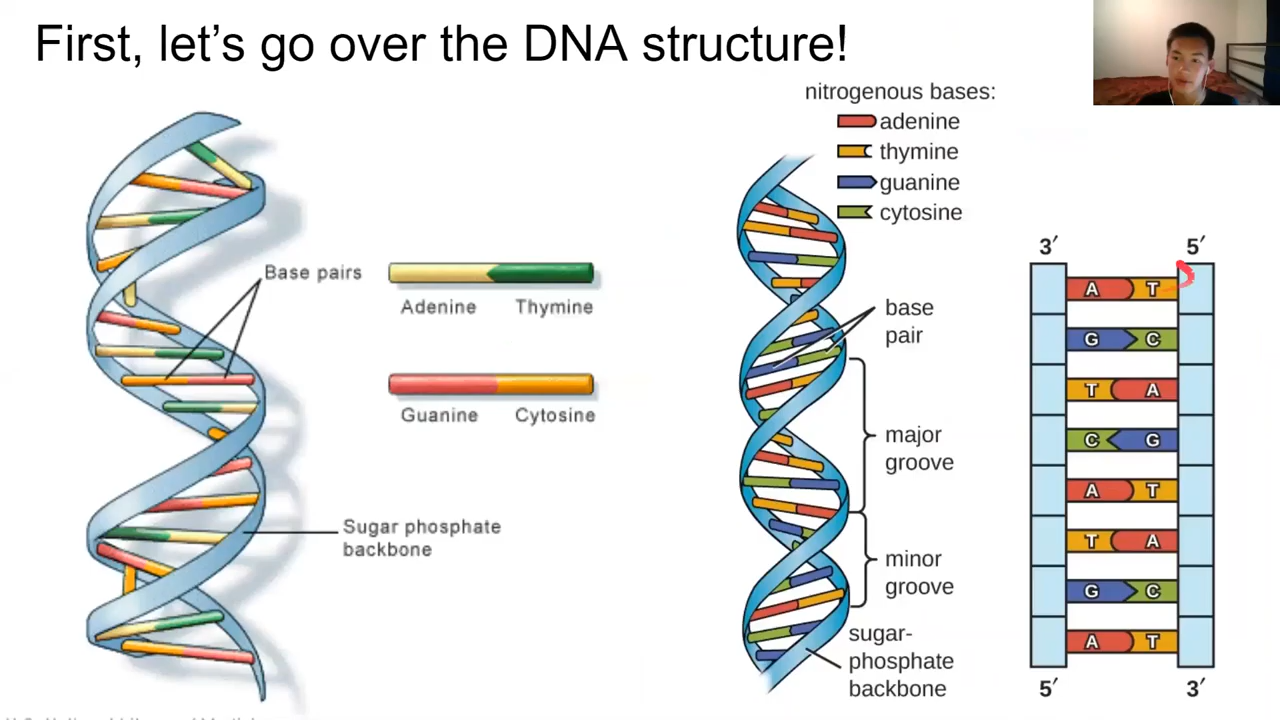 First, let's go over the DNA structure!
Base pairs
Adenine Thymine
Guanine Cytosine
Sugar phosphate
backbone
nitrogenous bases:
adenine
thymine
guanine
cytosine
base
pair
major
groove
minor
groove
sugar-
phosphate
backbone
3′ 5′
A T
G C
T A
C G
A T
T A
G C
A T
5′ 3′